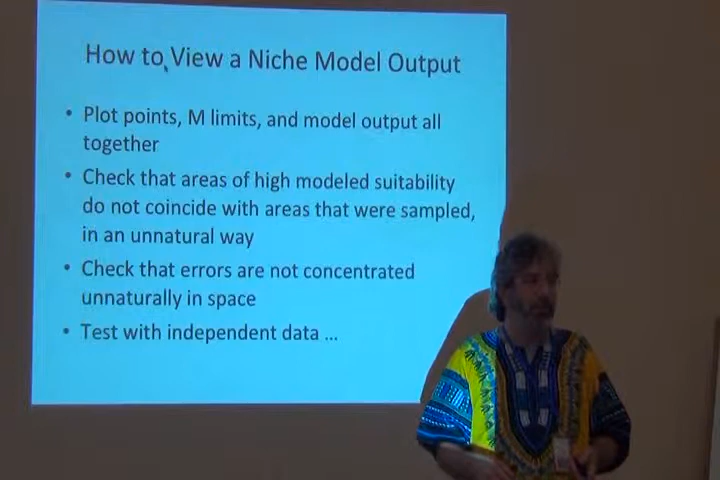 How to View a Niche Model Output
• Plot points, M limits, and model output all
together
• Check that areas of high modeled suitability
do not coincide with areas that were sampled,
in an unnatural way
• Check that errors are not concentrated
unnaturally in space
• Test with independent data ...